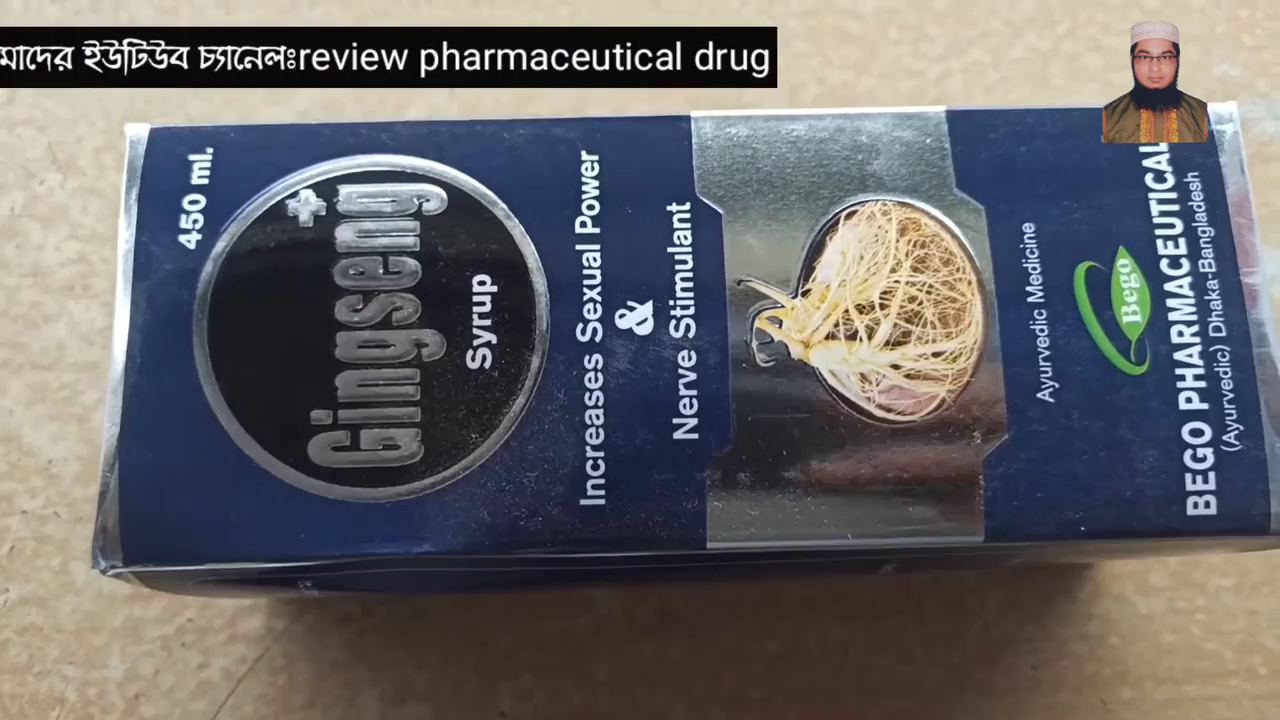 মাদের ইউটিউব চ্যানেলঃreview pharmaceutical drug
450 ml.
Gingseng +
Syrup
Increases Sexual Power
&
Nerve Stimulant
Ayurvedic Medicine
Bego
BEGO PHARMACEUTICAL
(Ayurvedic) Dhaka-Bangladesh